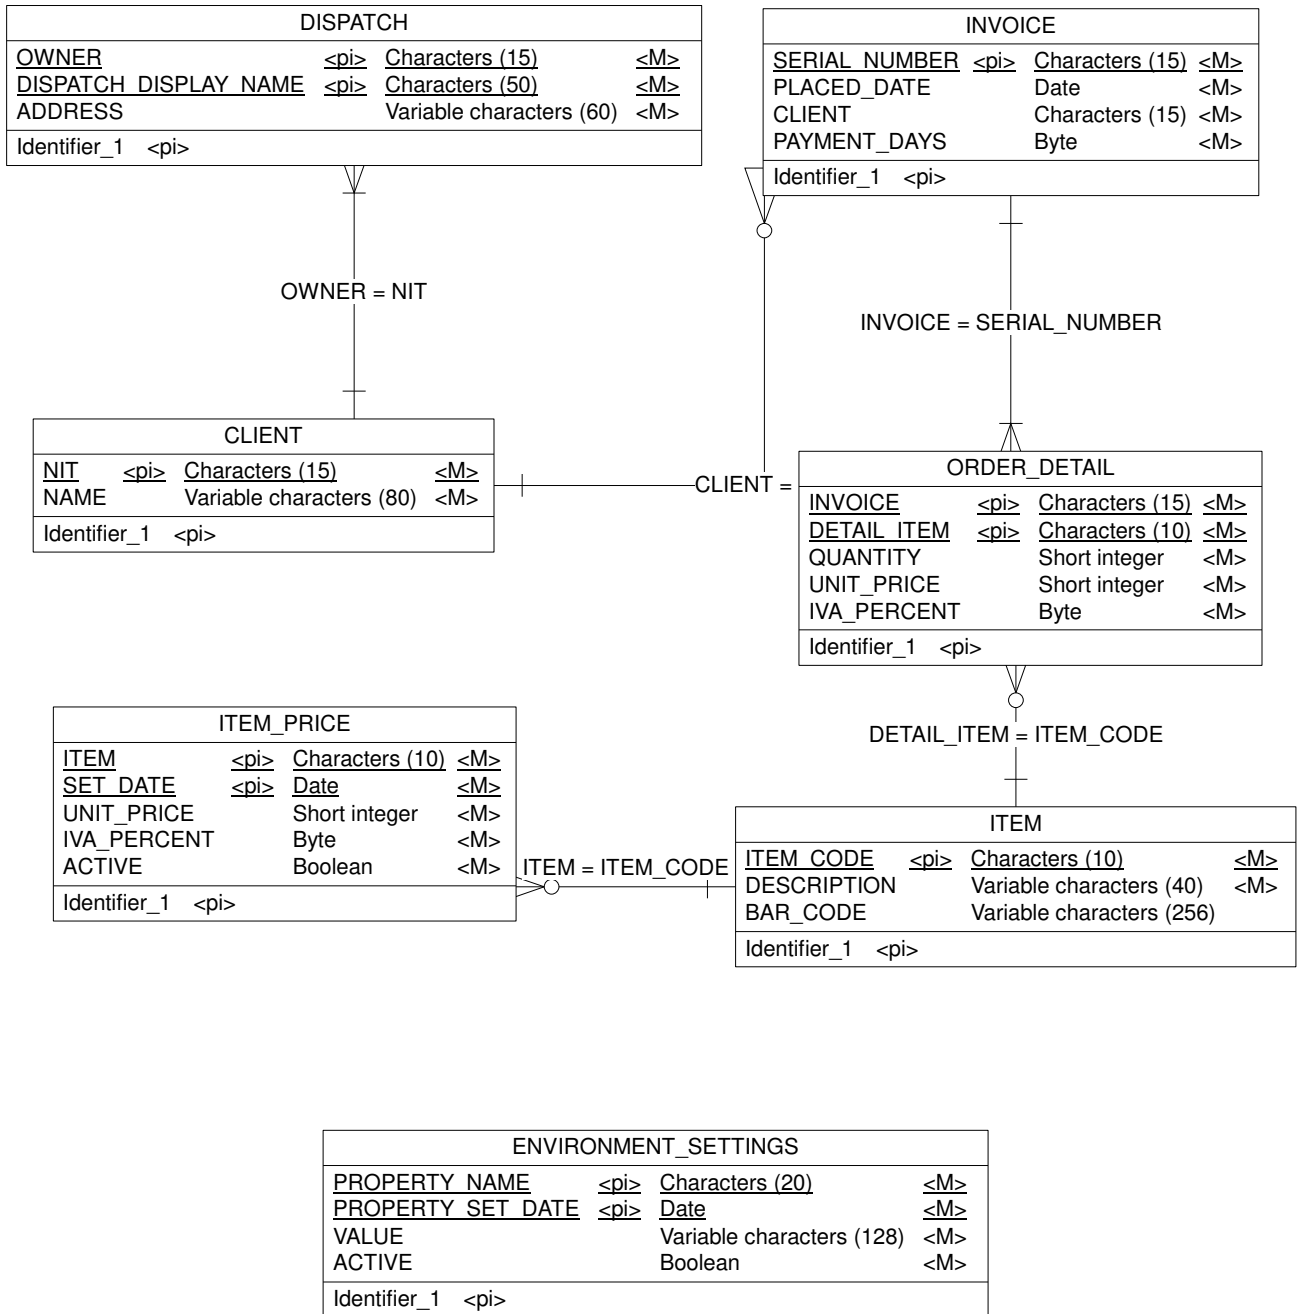 DISPATCH
OWNER <pi> Characters (15) <M>
DISPATCH_DISPLAY_NAME <pi> Characters (50) <M>
ADDRESS Variable characters (60) <M>
Identifier_1 <pi>
INVOICE
SERIAL_NUMBER <pi> Characters (15) <M>
PLACED_DATE Date <M>
CLIENT Characters (15) <M>
PAYMENT_DAYS Byte <M>
Identifier_1 <pi>
OWNER = NIT
INVOICE = SERIAL_NUMBER
CLIENT
NIT <pi> Characters (15) <M>
NAME Variable characters (80) <M>
Identifier_1 <pi>
CLIENT =
ORDER_DETAIL
INVOICE <pi> Characters (15) <M>
DETAIL_ITEM <pi> Characters (10) <M>
QUANTITY Short integer <M>
UNIT_PRICE Short integer <M>
IVA_PERCENT Byte <M>
Identifier_1 <pi>
DETAIL_ITEM = ITEM_CODE
ITEM_PRICE
ITEM <pi> Characters (10) <M>
SET_DATE <pi> Date <M>
UNIT_PRICE Short integer <M>
IVA_PERCENT Byte <M>
ACTIVE Boolean <M>
Identifier_1 <pi>
ITEM = ITEM_CODE
ITEM
ITEM_CODE <pi> Characters (10) <M>
DESCRIPTION Variable characters (40) <M>
BAR_CODE Variable characters (256)
Identifier_1 <pi>
ENVIRONMENT_SETTINGS
PROPERTY_NAME <pi> Characters (20) <M>
PROPERTY_SET_DATE <pi> Date <M>
VALUE Variable characters (128) <M>
ACTIVE Boolean <M>
Identifier_1 <pi>